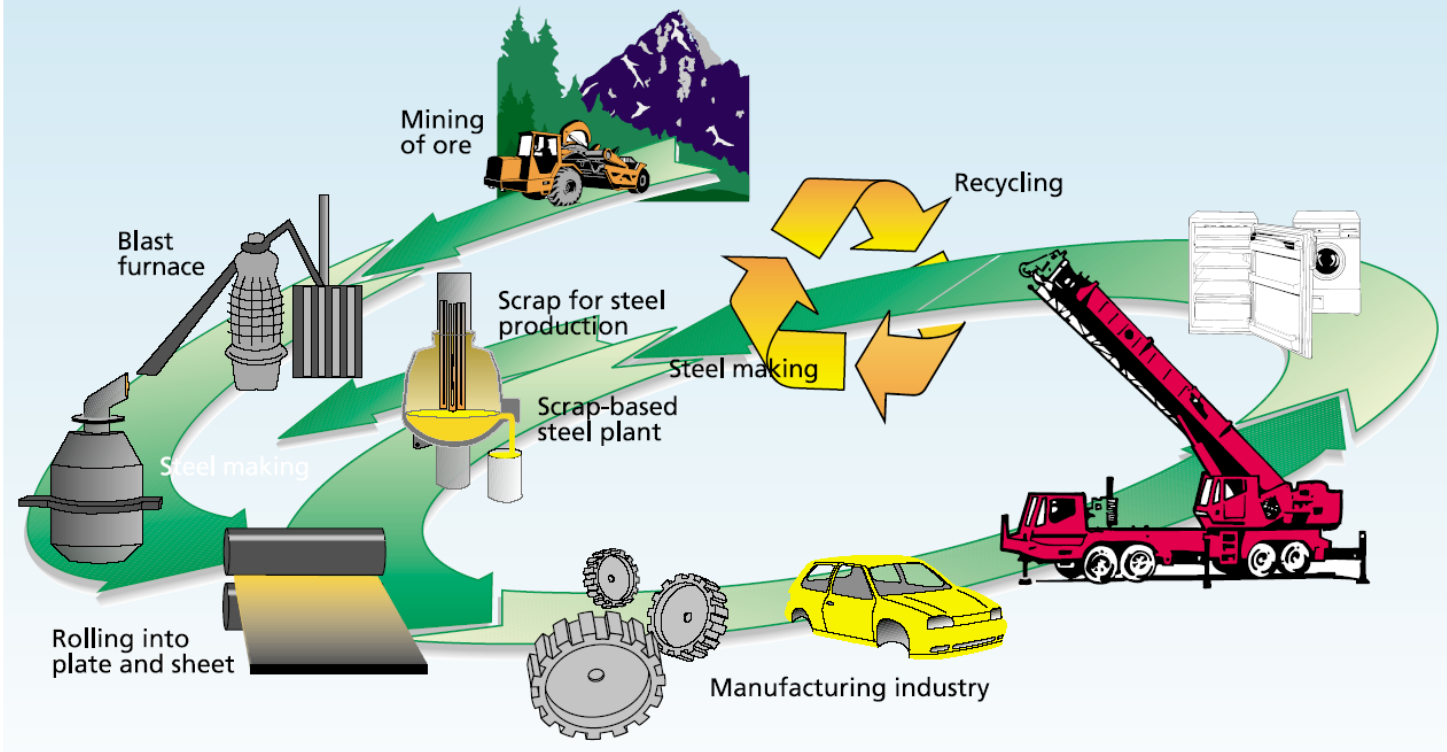 Mining
of ore
Recycling
Blast
furnace
Scrap for steel
production
Steel making
Scrap-based
steel plant
Steel making
Rolling into
plate and sheet
Manufacturing industry